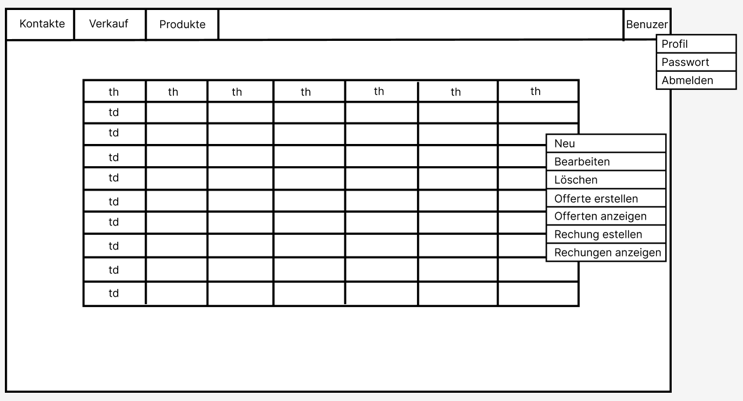 Kontakte Verkauf Produkte Benuzer
Profil
Passwort
Abmelden
th th th th th th th
td
td
td
td
td
td
td
td
td
Neu
Bearbeiten
Löschen
Offerte erstellen
Offerten anzeigen
Rechung estellen
Rechungen anzeigen